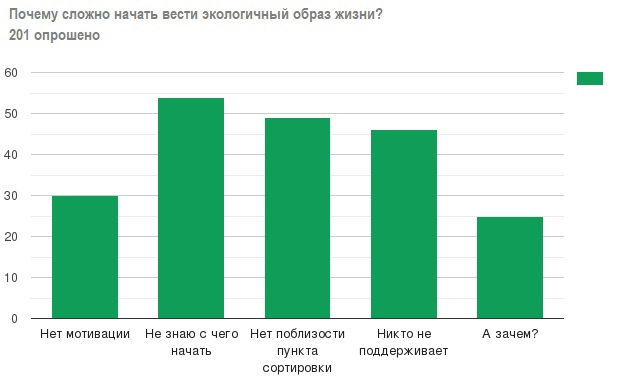 Почему сложно начать вести экологичный образ жизни?
201 опрошено
60
50
40
30
20
10
0
Нет мотивации
Не знаю с чего
начать
Нет поблизости
пункта
сортировки
Никто не
поддерживает
А зачем?